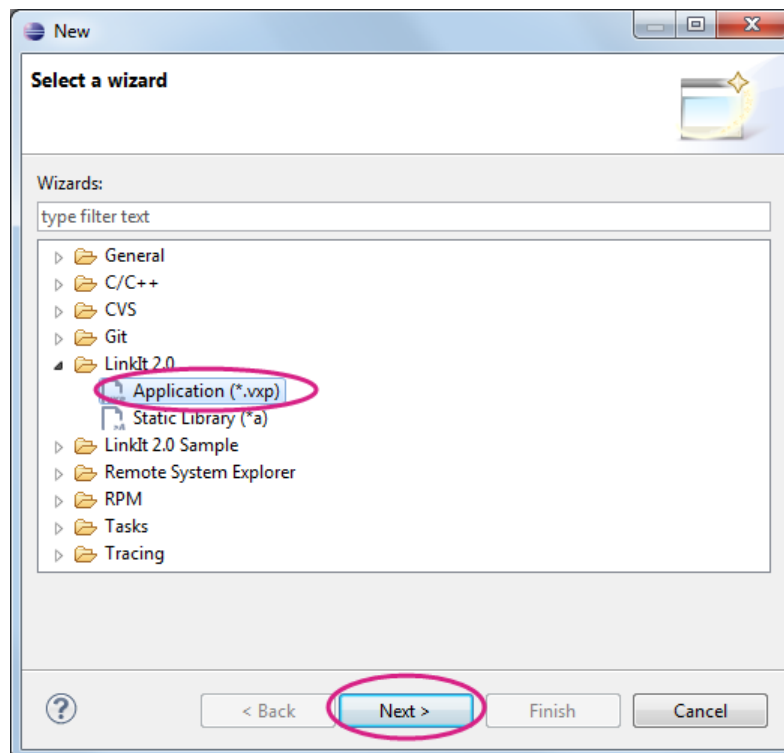 New
Select a wizard
Wizards:
type filter text
General
C/C++
CVS
Git
LinkIt 2.0
Application (*.vxp)
Static Library (*a)
LinkIt 2.0 Sample
Remote System Explorer
RPM
Tasks
Tracing
? < Back Next > Finish Cancel